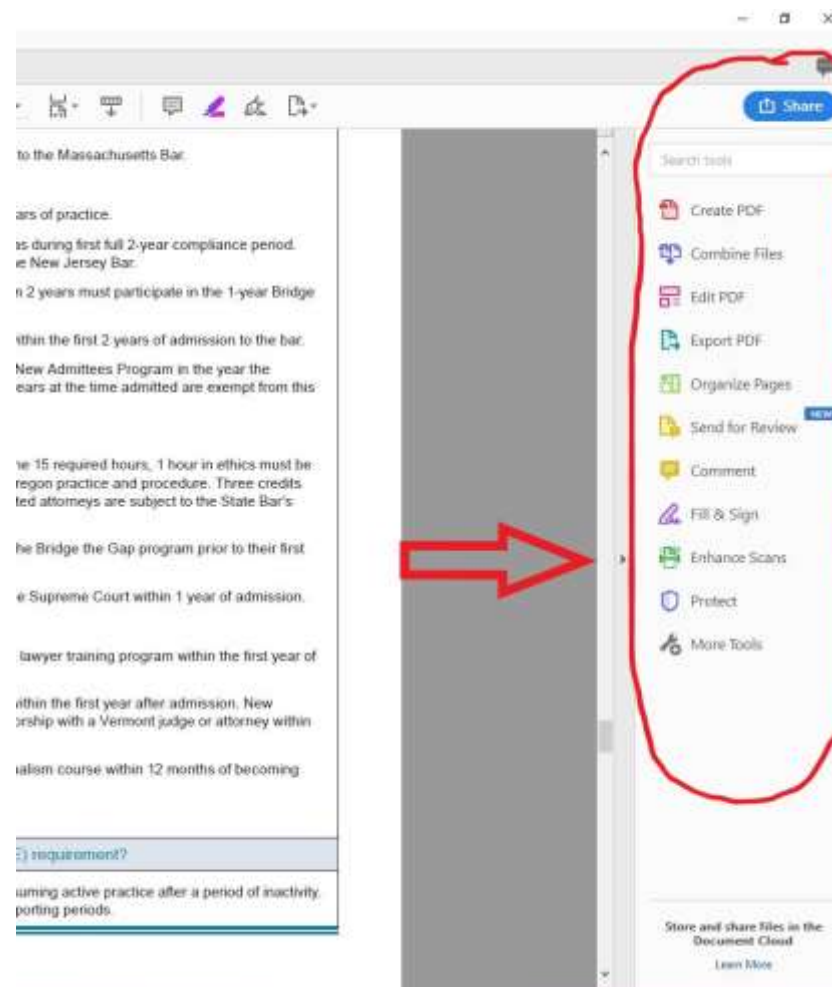 Share
to the Massachusetts Bar.
ars of practice.
as during first full 2-year compliance period.
e New Jersey Bar.
n 2 years must participate in the 1-year Bridge
ithin the first 2 years of admission to the bar.
New Admittees Program in the year the
ears at the time admitted are exempt from this
ne 15 required hours, 1 hour in ethics must be
regon practice and procedure. Three credits
ted attorneys are subject to the State Bar's
he Bridge the Gap program prior to their first
e Supreme Court within 1 year of admission.
lawyer training program within the first year of
within the first year after admission. New
orship with a Vermont judge or attorney within
nalism course within 12 months of becoming
E) requirement?
suming active practice after a period of inactivity.
porting periods.
Search tools
Create PDF
Combine Files
Edit PDF
Export PDF
Organize Pages
NEW
Send for Review
Comment
Fill & Sign
Enhance Scans
Protect
More Tools
Store and share files in the
Document Cloud
Learn More